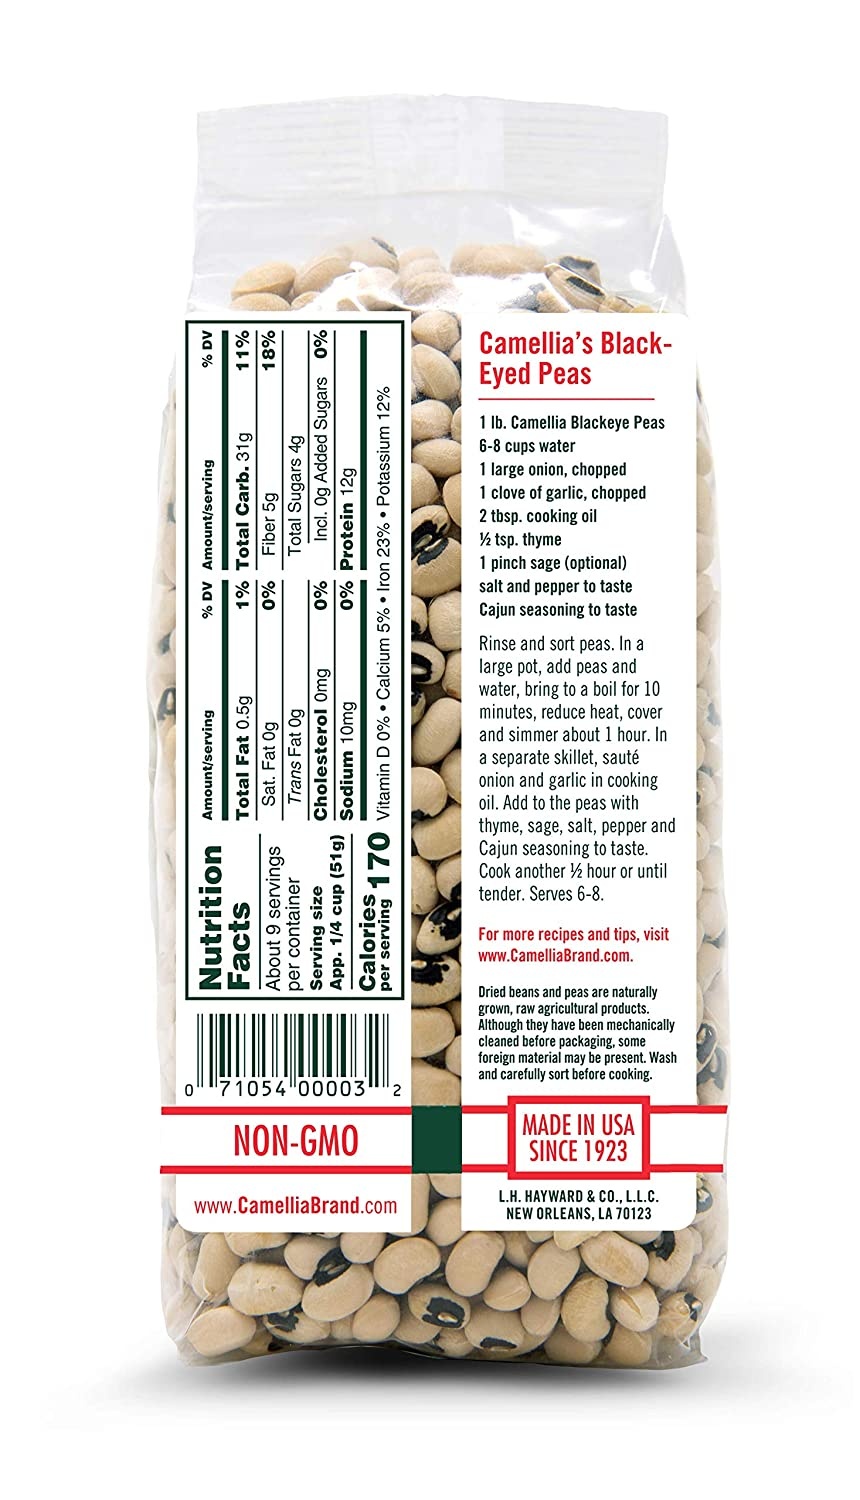 Nutrition
Facts
About 9 servings
per container
Serving size
App. 1/4 cup (51g)
Calories 170
per serving
Amount/serving % DV
Total Fat 0.5g 1%
Sat. Fat 0g 0%
Trans Fat 0g
Cholesterol 0mg 0%
Sodium 10mg 0%
Amount/serving % DV
Total Carb. 31g 11%
Fiber 5g 18%
Total Sugars 4g
Incl. 0g Added Sugars 0%
Protein 12g
Vitamin D 0% • Calcium 5% • Iron 23% • Potassium 12%
0 71054 00003 2
NON-GMO
www.CamelliaBrand.com
Camellia's Black-
Eyed Peas
1 lb. Camellia Blackeye Peas
6-8 cups water
1 large onion, chopped
1 clove of garlic, chopped
2 tbsp. cooking oil
½ tsp. thyme
1 pinch sage (optional)
salt and pepper to taste
Cajun seasoning to taste
Rinse and sort peas. In a
large pot, add peas and
water, bring to a boil for 10
minutes, reduce heat, cover
and simmer about 1 hour. In
a separate skillet, sauté
onion and garlic in cooking
oil. Add to the peas with
thyme, sage, salt, pepper and
Cajun seasoning to taste.
Cook another ½ hour or until
tender. Serves 6-8.
For more recipes and tips, visit
www.CamelliaBrand.com.
Dried beans and peas are naturally
grown, raw agricultural products.
Although they have been mechanically
cleaned before packaging, some
foreign material may be present. Wash
and carefully sort before cooking.
MADE IN USA
SINCE 1923
L.H. HAYWARD & CO., L.L.C.
NEW ORLEANS, LA 70123